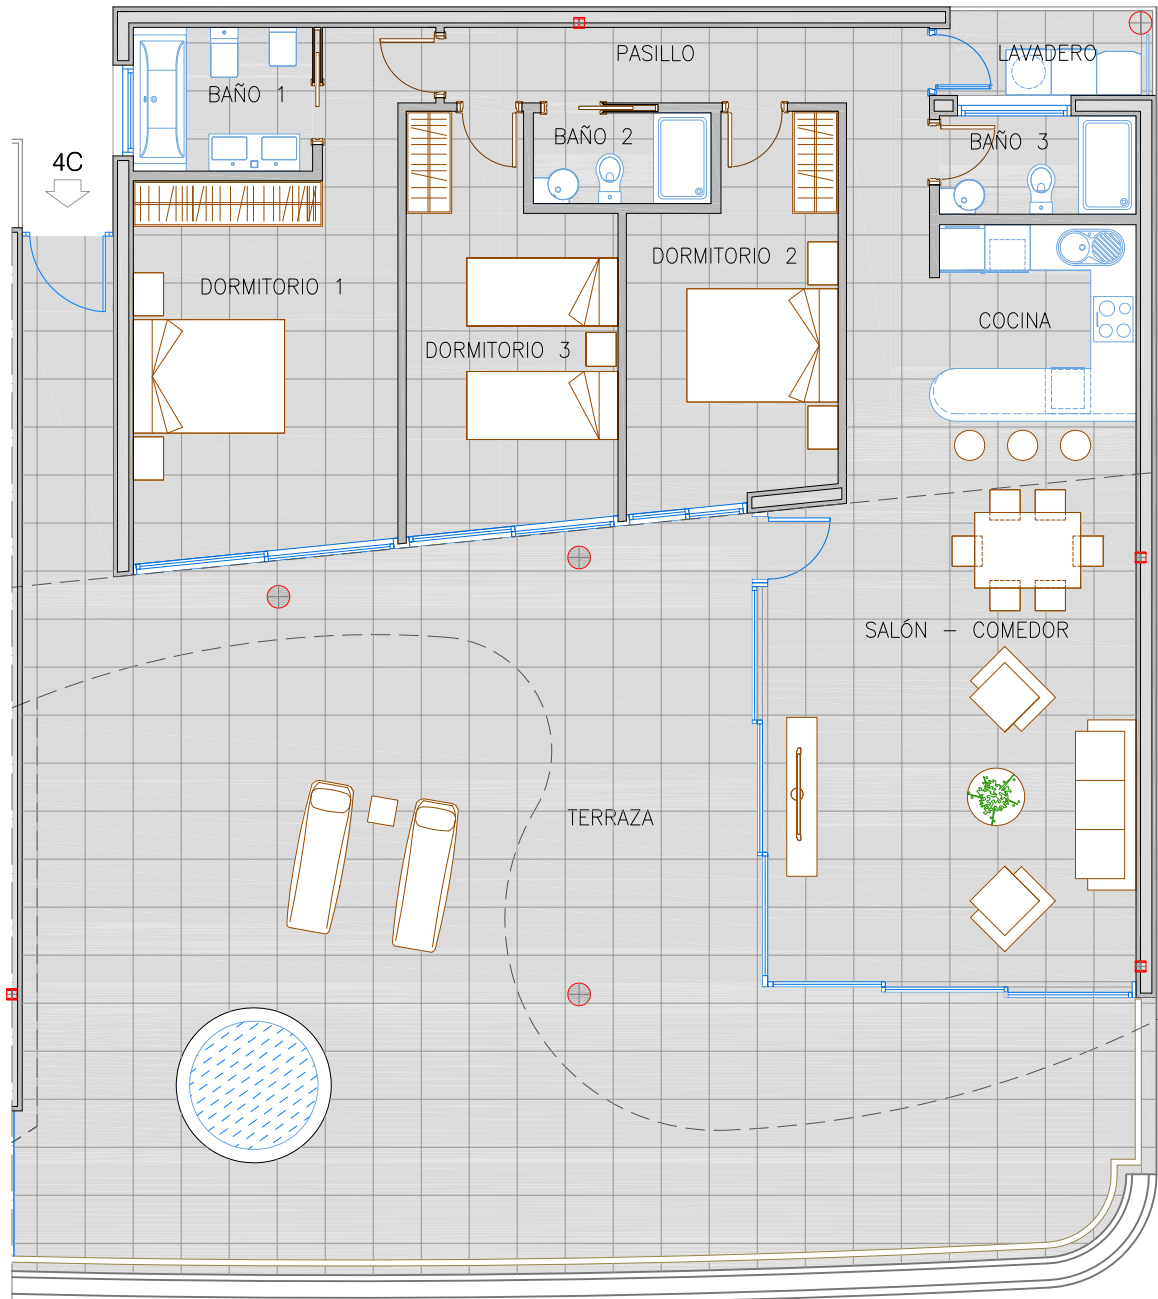 PASILLO
LAVADERO
BAÑO 1
BAÑO 2
BAÑO 3
4C
DORMITORIO 1
DORMITORIO 2
COCINA
DORMITORIO 3
SALÓN – COMEDOR
TERRAZA